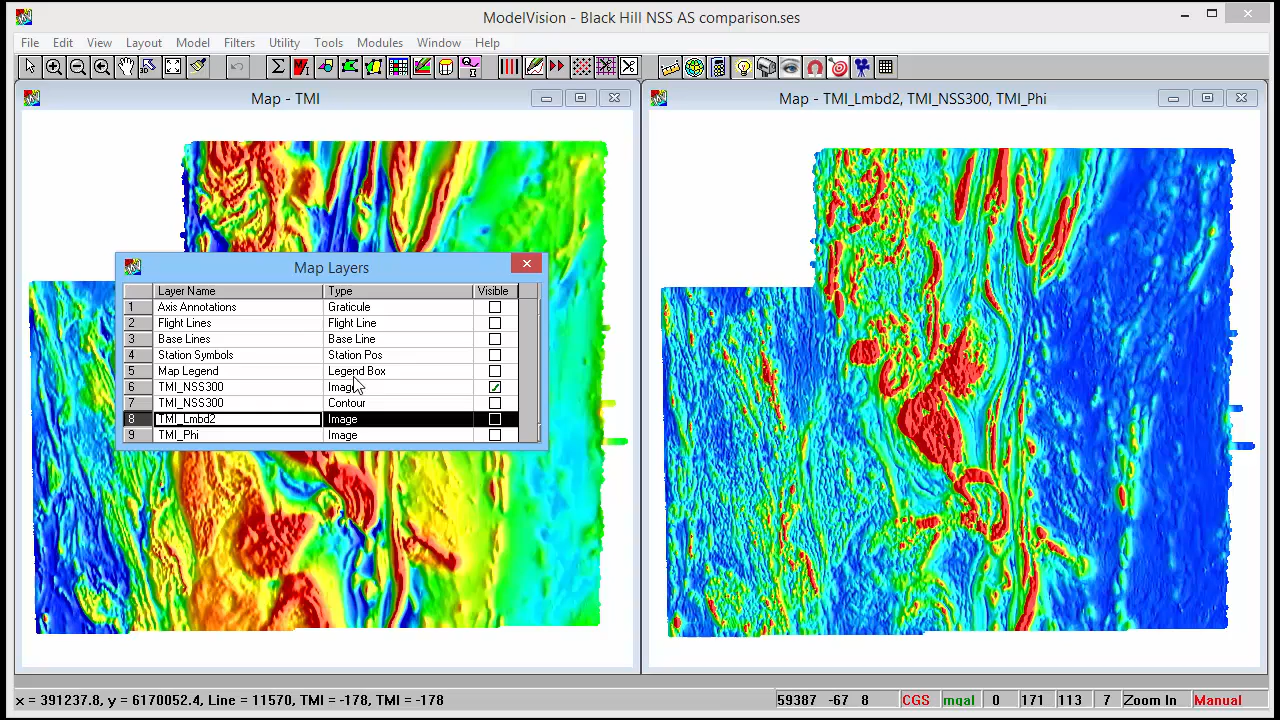 ModelVision - Black Hill NSS AS comparison.ses
File Edit View Layout Model Filters Utility Tools Modules Window Help
Map - TMI
Map - TMI_Lmbd2, TMI_NSS300, TMI_Phi
Map Layers
Layer Name Type Visible
1 Axis Annotations Graticule
2 Flight Lines Flight Line
3 Base Lines Base Line
4 Station Symbols Station Pos
5 Map Legend Legend Box
6 TMI_NSS300 Image
7 TMI_NSS300 Contour
8 TMI_Lmbd2 Image
9 TMI_Phi Image
x = 391237.8, y = 6170052.4, Line = 11570, TMI = -178, TMI = -178
59387 -67 8 CGS mgal 0 171 113 7 Zoom In Manual